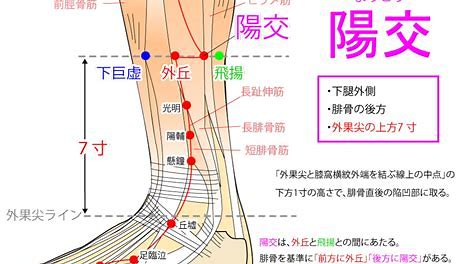 前脛骨筋
ヒラメ筋
陽交
陽交
下巨虚
外丘
飛揚
・下腿外側
・腓骨の後方
・外果尖の上方7寸
光明
長趾伸筋
陽輔
長腓骨筋
7寸
懸鐘
短腓骨筋
「外果尖と膝窩横紋外端を結ぶ線上の中点」の
下方1寸の高さで、腓骨直後の陥凹部に取る。
外果尖ライン
丘墟
足臨泣
陽交は、外丘と飛揚との間にあたる。
腓骨を基準に「前方に外丘」「後方に陽交」がある。